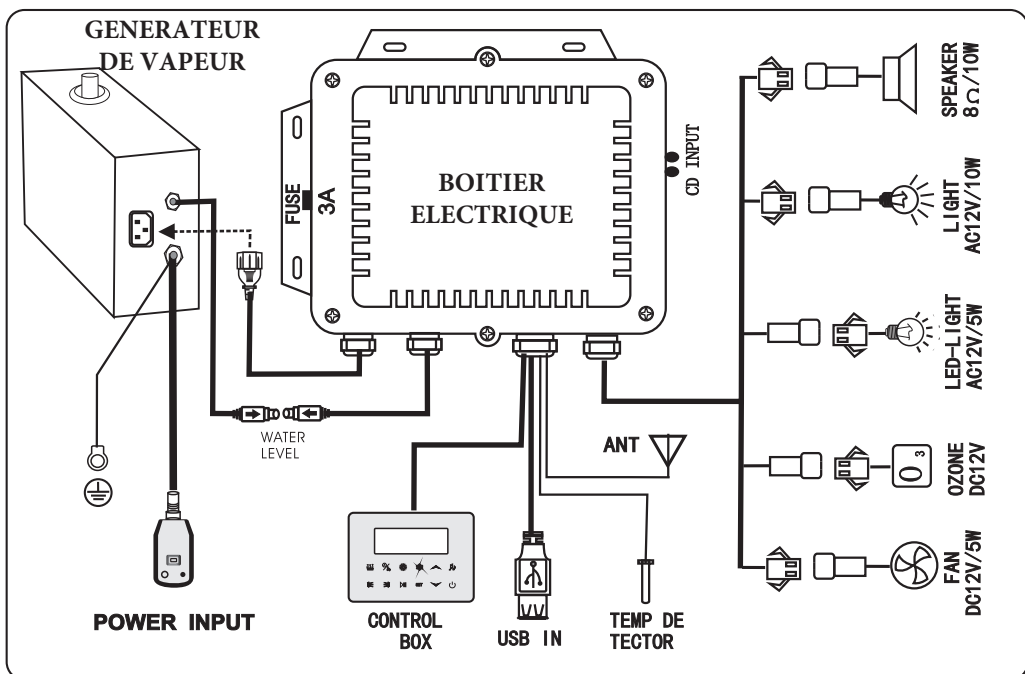 GENERATEUR
DE VAPEUR
BOITIER
ELECTRIQUE
FUSE
3A
CD INPUT
SPEAKER
8Ω/10W
LIGHT
AC12V/10W
LED-LIGHT
AC12V/5W
OZONE
DC12V
O3
FAN
DC12V/5W
WATER
LEVEL
ANT
POWER INPUT
CONTROL
BOX
USB IN
TEMP DE
TECTOR